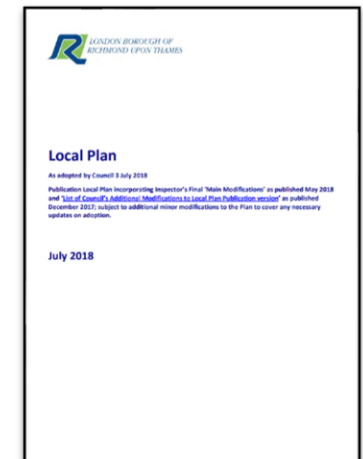 LONDON BOROUGH OF
RICHMOND UPON THAMES
Local Plan
As adopted by Council 3 July 2018
Publication Local Plan incorporating Inspector's Final 'Main Modifications' as published May 2018
and 'List of Council's Additional Modifications to Local Plan Publication version' as published
December 2017; subject to additional minor modifications to the Plan to cover any necessary
updates on adoption.
July 2018